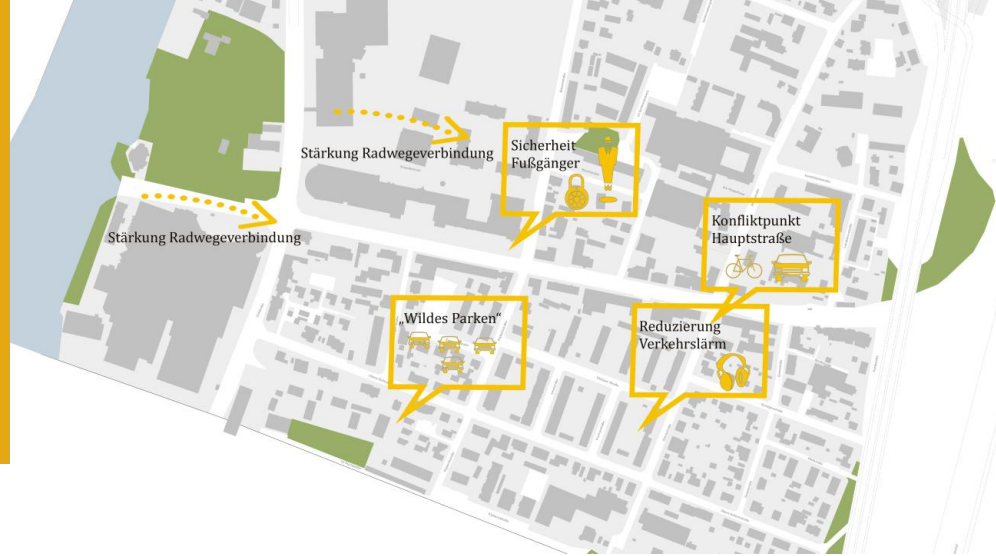 Stärkung Radwegeverbindung
Sicherheit
Fußgänger
Stärkung Radwegeverbindung
Konfliktpunkt
Hauptstraße
„Wildes Parken“
Reduzierung
Verkehrslärm